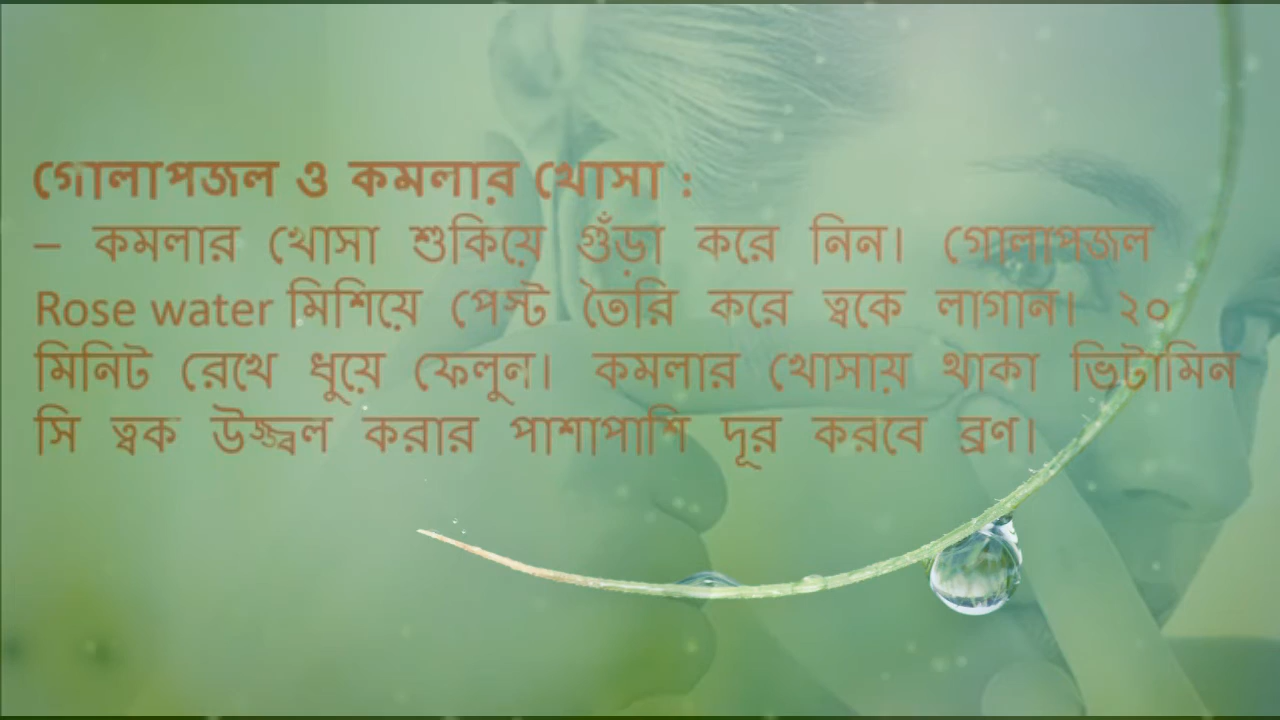 গোলাপজল ও কমলার খোসা :
– কমলার খোসা শুকিয়ে গুঁড়া করে নিন। গোলাপজল
Rose water মিশিয়ে পেস্ট তৈরি করে ত্বকে লাগান। ২০
মিনিট রেখে ধুয়ে ফেলুন। কমলার খোসায় থাকা ভিটামিন
সি ত্বক উজ্জ্বল করার পাশাপাশি দূর করবে ব্রণ।